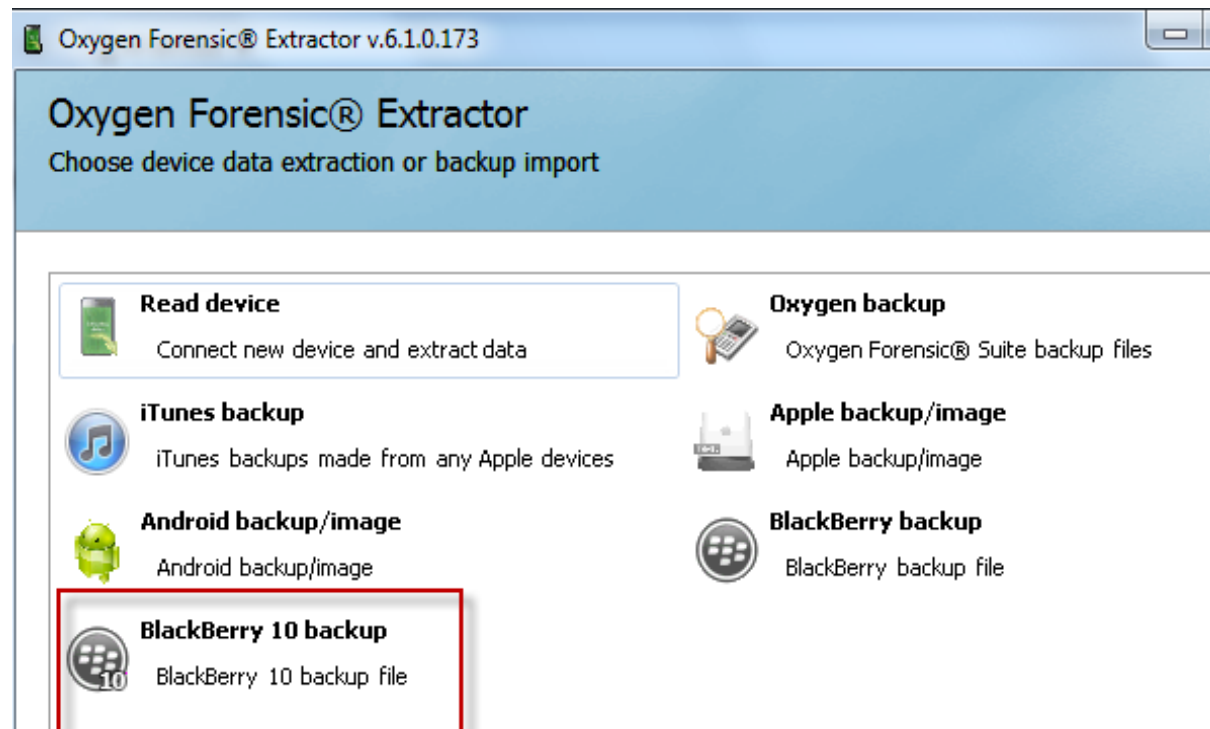 Oxygen Forensic® Extractor v.6.1.0.173
Oxygen Forensic® Extractor
Choose device data extraction or backup import
Read device
Connect new device and extract data
Oxygen backup
Oxygen Forensic® Suite backup files
iTunes backup
iTunes backups made from any Apple devices
Apple backup/image
Apple backup/image
Android backup/image
Android backup/image
BlackBerry backup
BlackBerry backup file
BlackBerry 10 backup
10
BlackBerry 10 backup file